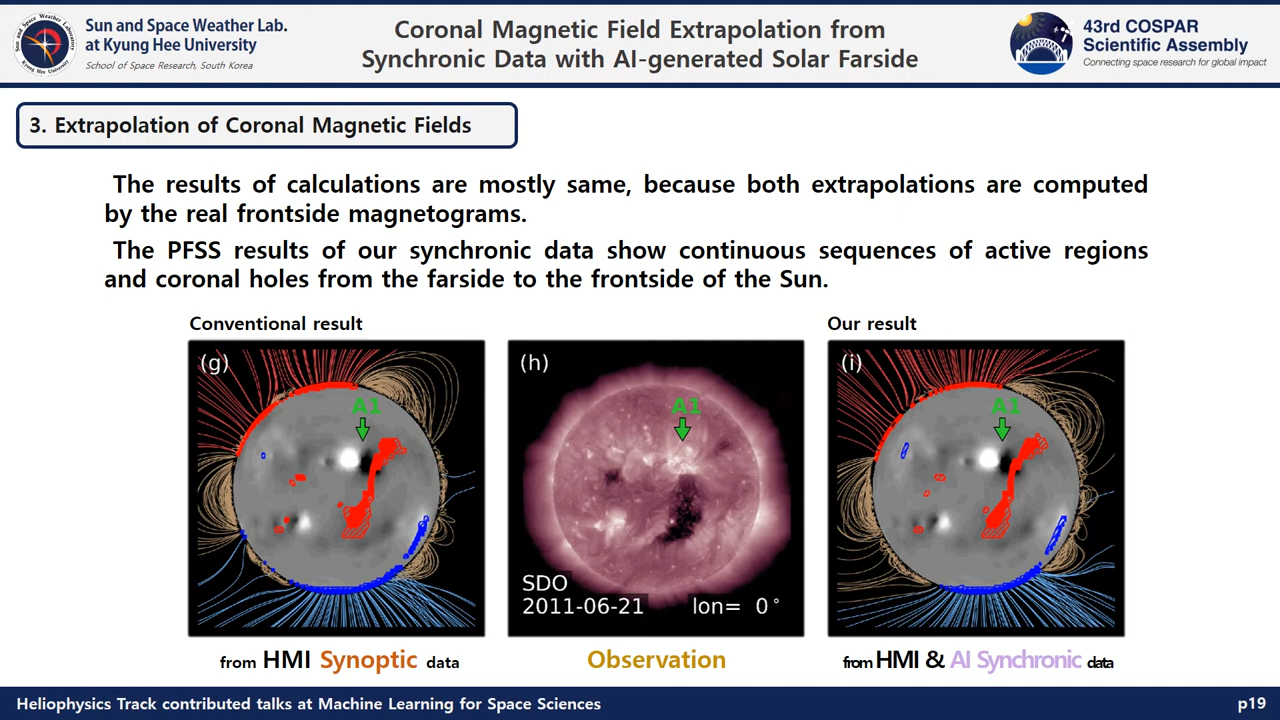 Sun and Space Weather Lab.
at Kyung Hee University
School of Space Research, South Korea
Coronal Magnetic Field Extrapolation from
Synchronic Data with AI-generated Solar Farside
43rd COSPAR
Scientific Assembly
Connecting space research for global impact
3. Extrapolation of Coronal Magnetic Fields
The results of calculations are mostly same, because both extrapolations are computed
by the real frontside magnetograms.
The PFSS results of our synchronic data show continuous sequences of active regions
and coronal holes from the farside to the frontside of the Sun.
Conventional result
Our result
(g)
A1
(h)
A1
SDO
2011-06-21 lon= 0°
(i)
A1
from HMI Synoptic data
Observation
from HMI & AI Synchronic data
Heliophysics Track contributed talks at Machine Learning for Space Sciences
p19